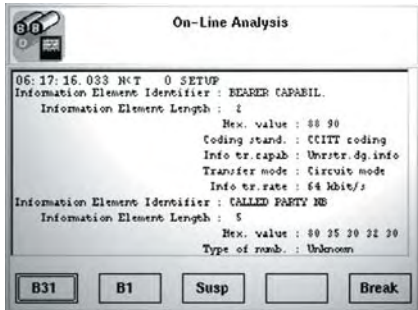 On-Line Analysis
06:17:16.033 N<T 0 SETUP
Information Element Identifier : BEARER CAPABIL.
Information Element Length : 2
Hex. value : 88 90
Coding stand. : CCITT coding
Info tr.capab : Unrstr.dg.info
Transfer mode : Circuit mode
Info tr.rate : 64 kbit/s
Information Element Identifier : CALLED PARTY NB
Information Element Length : 5
Hex. value : 80 35 30 32 30
Type of numb. : Unknown
B31 B1 Susp Break